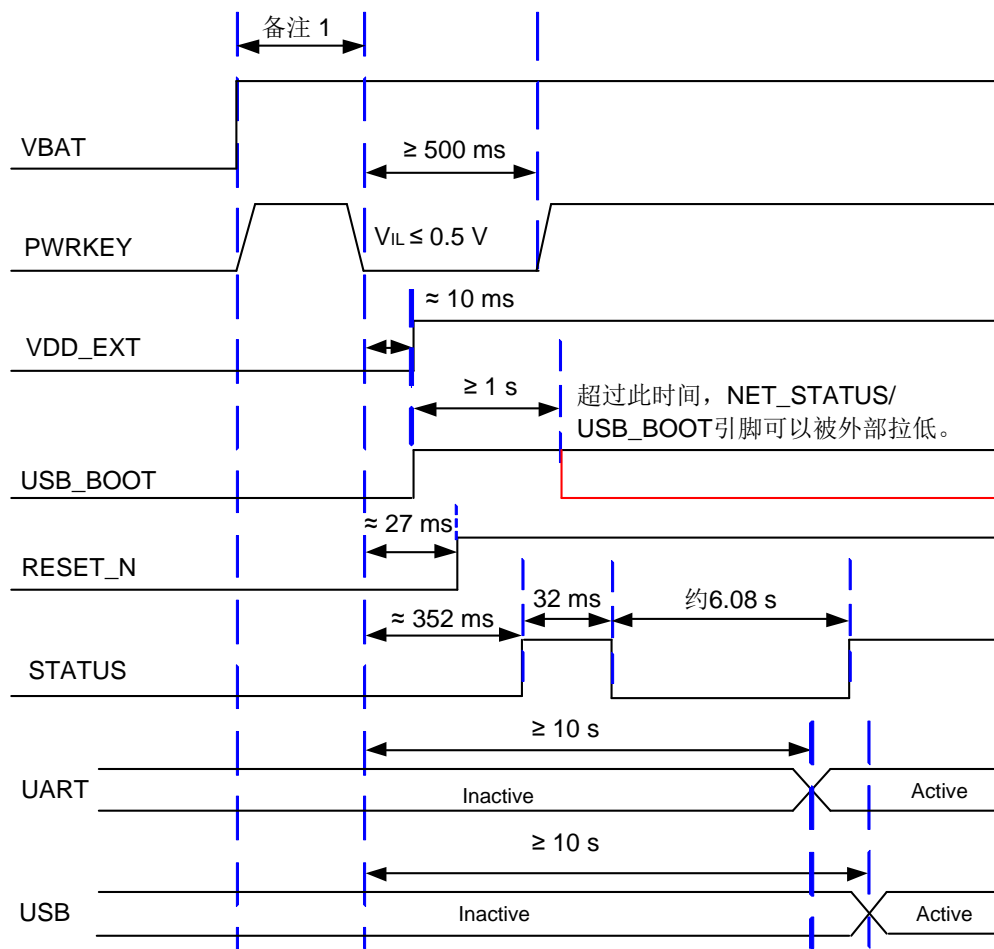 备注 1
VBAT
≥ 500 ms
PWRKEY
VIL ≤ 0.5 V
≈ 10 ms
VDD_EXT
≥ 1 s
超过此时间，NET_STATUS/
USB_BOOT引脚可以被外部拉低。
USB_BOOT
≈ 27 ms
RESET_N
32 ms
约6.08 s
≈ 352 ms
STATUS
≥ 10 s
UART
Inactive
Active
≥ 10 s
USB
Inactive
Active